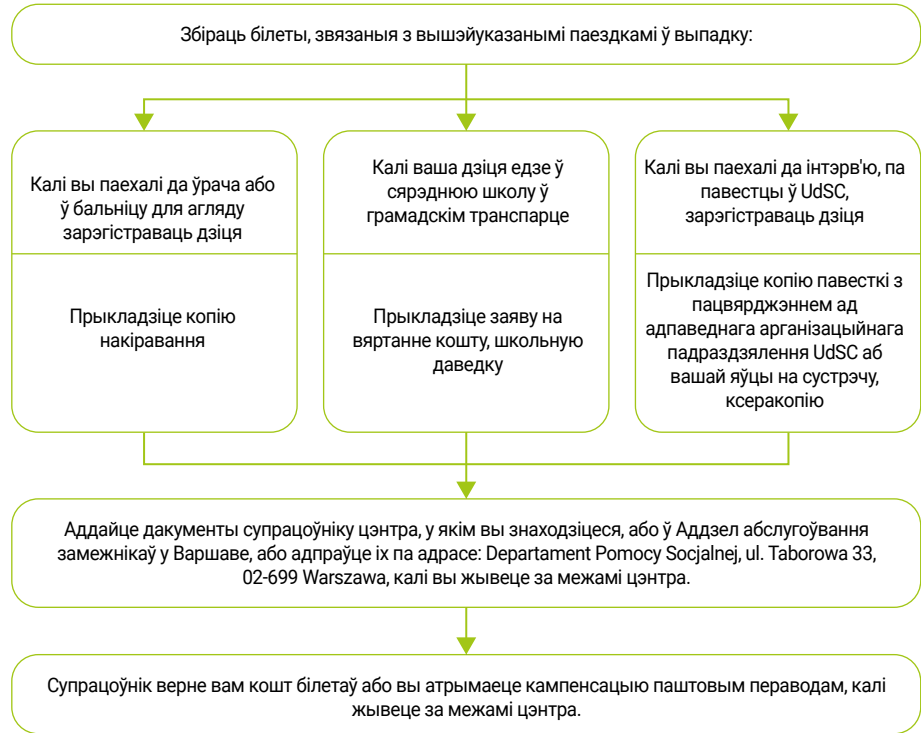 Збіраць білеты, звязаныя з вышэйуказанымі паездкамі ў выпадку:
Калі вы паехалі да ўрача або
ў бальніцу для агляду
зарэгістраваць дзіця
Прыкладзіце копію
накіравання
Калі ваша дзіця едзе ў
сярэднюю школу ў
грамадскім транспарце
Прыкладзіце заяву на
вяртанне кошту, школьную
даведку
Калі вы паехалі да інтэрв'ю, па
павестцы ў UdSC,
зарэгістраваць дзіця
Прыкладзіце копію павесткі з
пацвярджэннем ад
адпаведнага арганізацыйнага
падраздзялення UdSC аб
вашай яўцы на сустрэчу,
ксеракопію
Аддайце дакументы супрацоўніку цэнтра, у якім вы знаходзіцеся, або ў Аддзел абслугоўвання
замежнікаў у Варшаве, або адпраўце іх па адрасе: Departament Pomocy Socjalnej, ul. Taborowa 33,
02-699 Warszawa, калі вы жывеце за межамі цэнтра.
Супрацоўнік верне вам кошт білетаў або вы атрымаеце кампенсацыю паштовым пераводам, калі
жывеце за межамі цэнтра.